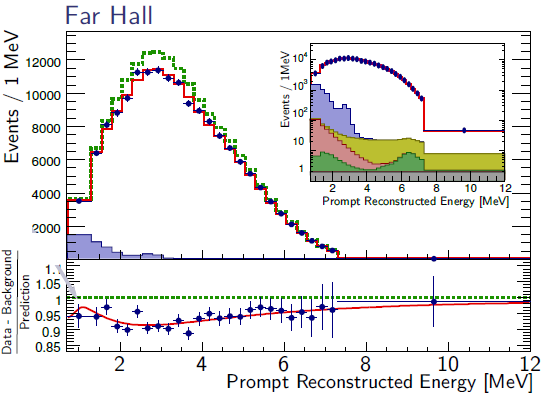 Far Hall
Events / 1 MeV
12000
10000
8000
6000
4000
2000
Events / 1MeV
10⁴
10³
10²
10
1
2 4 6 8 10 12
Prompt Reconstructed Energy [MeV]
Data - Background
Prediction
1.
1.05
1
0.95
0.9
0.85
2 4 6 8 10 12
Prompt Reconstructed Energy [MeV]